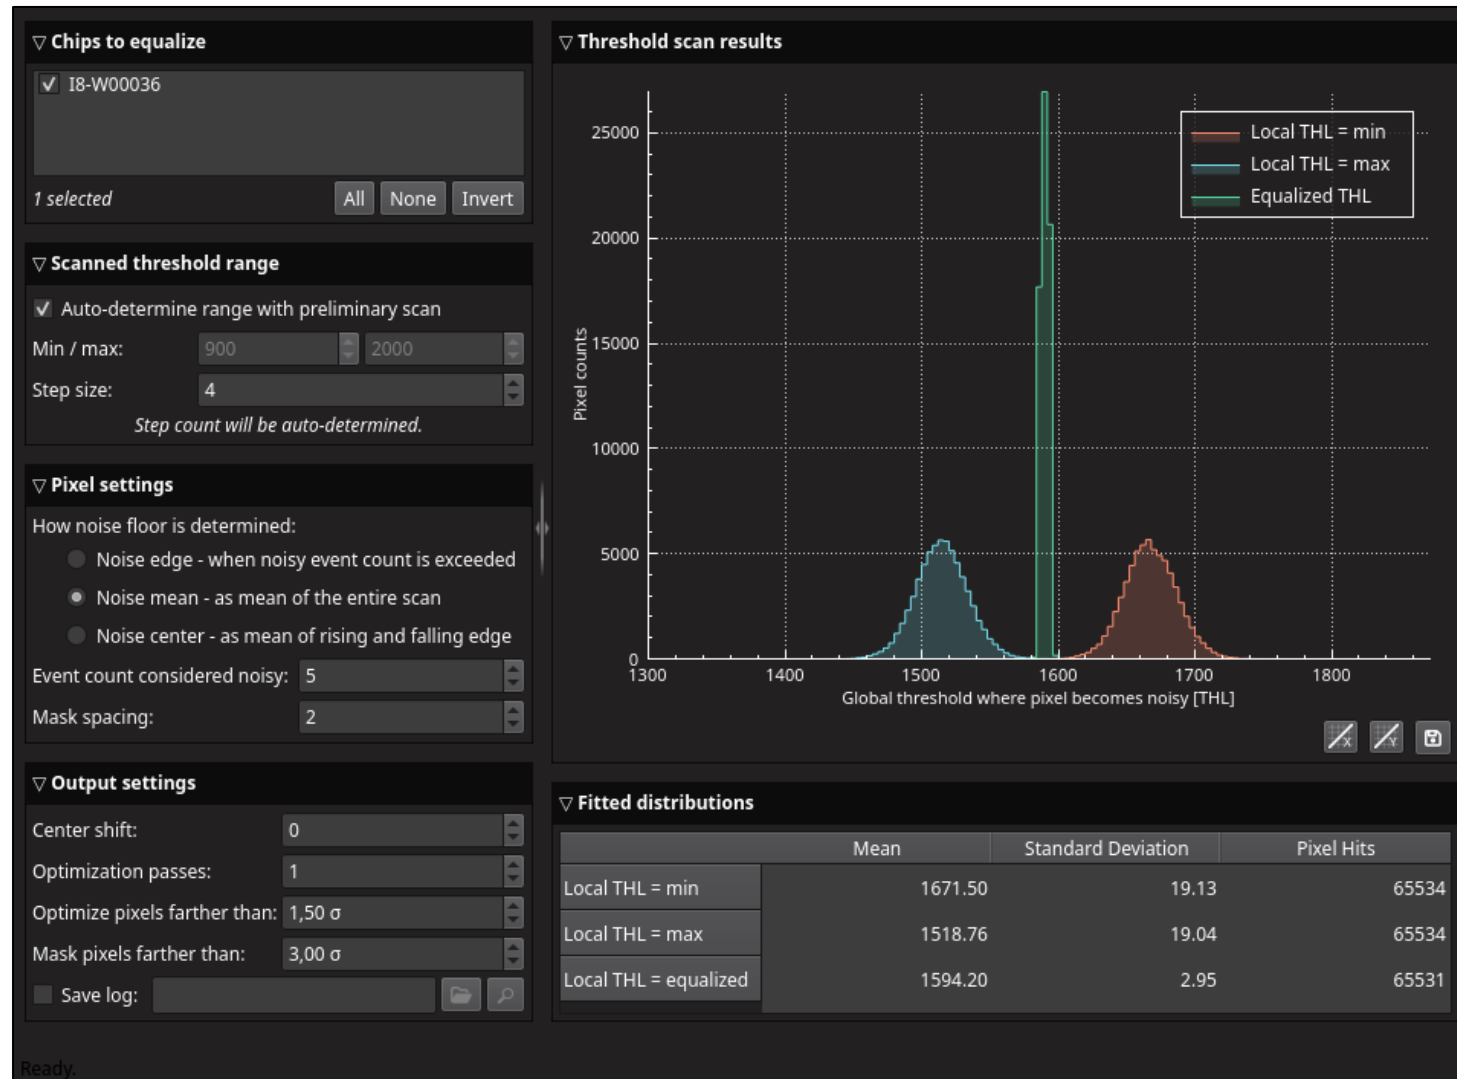 ▽ Chips to equalize
I8-W00036
1 selected
All None Invert
▽ Scanned threshold range
Auto-determine range with preliminary scan
Min / max: 900 2000
Step size: 4
Step count will be auto-determined.
▽ Pixel settings
How noise floor is determined:
Noise edge - when noisy event count is exceeded
Noise mean - as mean of the entire scan
Noise center - as mean of rising and falling edge
Event count considered noisy: 5
Mask spacing: 2
▽ Output settings
Center shift: 0
Optimization passes: 1
Optimize pixels farther than: 1,50 σ
Mask pixels farther than: 3,00 σ
Save log:
Ready.
▽ Threshold scan results
Local THL = min
Local THL = max
Equalized THL
25000
20000
15000
10000
5000
0
Pixel counts
1300 1400 1500 1600 1700 1800
Global threshold where pixel becomes noisy [THL]
X Y
▽ Fitted distributions
Mean Standard Deviation Pixel Hits
Local THL = min 1671.50 19.13 65534
Local THL = max 1518.76 19.04 65534
Local THL = equalized 1594.20 2.95 65531